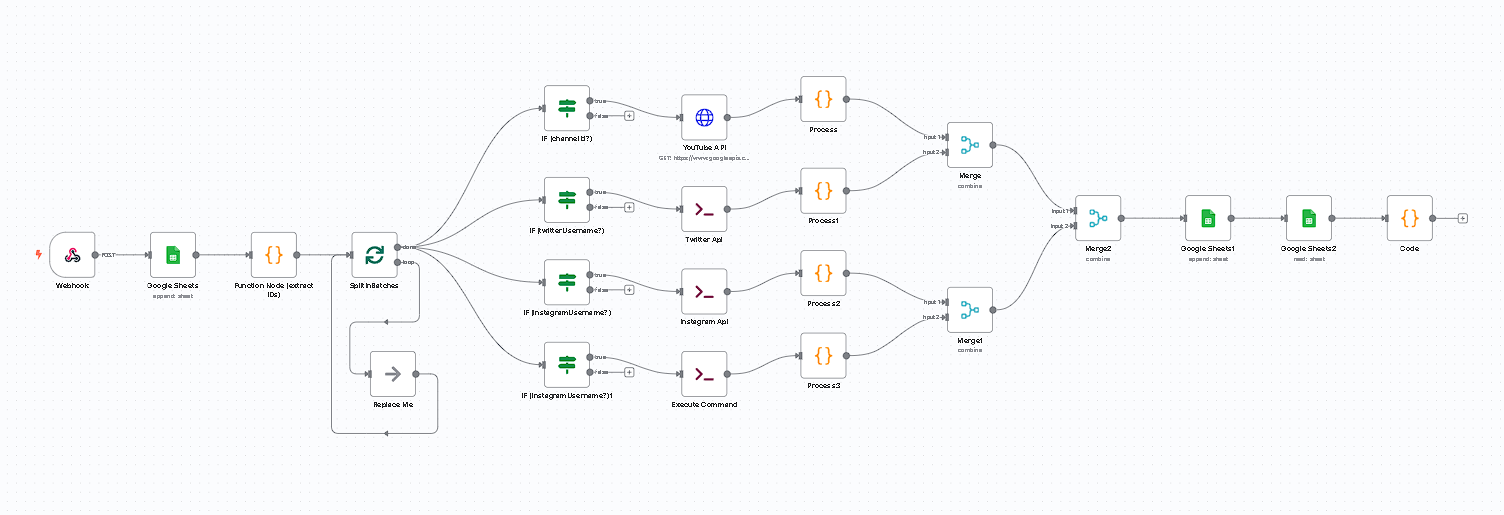 Webhook
POST
Google Sheets
append: sheet
Function Node (extract
IDs)
SplitInBatches
done
loop
Replace Me
IF (channelId?)
true
false
YouTube API
GET: https://www.googleapis.c...
Process
IF (twitterUsername?)
true
false
Twitter Api
Process1
IF (InstagramUsername?)
true
false
Instagram Api
Process2
IF (InstagramUsername?)1
true
false
Execute Command
Process3
Input 1
Input 2
Merge
combine
Input 1
Input 2
Merge1
combine
Input 1
Input 2
Merge2
combine
Google Sheets1
append: sheet
Google Sheets2
read: sheet
Code